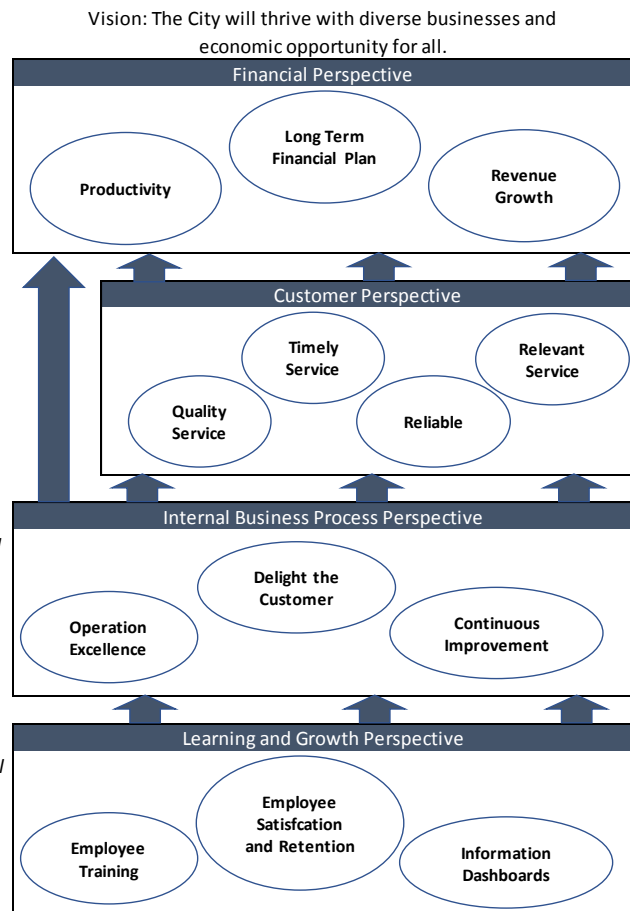 Vision: The City will thrive with diverse businesses and
economic opportunity for all.
Financial Perspective
Long Term
Financial Plan
Productivity
Revenue
Growth
Customer Perspective
Timely
Service
Relevant
Service
Quality
Service
Reliable
Internal Business Process Perspective
Delight the
Customer
Operation
Excellence
Continuous
Improvement
Learning and Growth Perspective
Employee
Satisfcation
and Retention
Employee
Training
Information
Dashboards